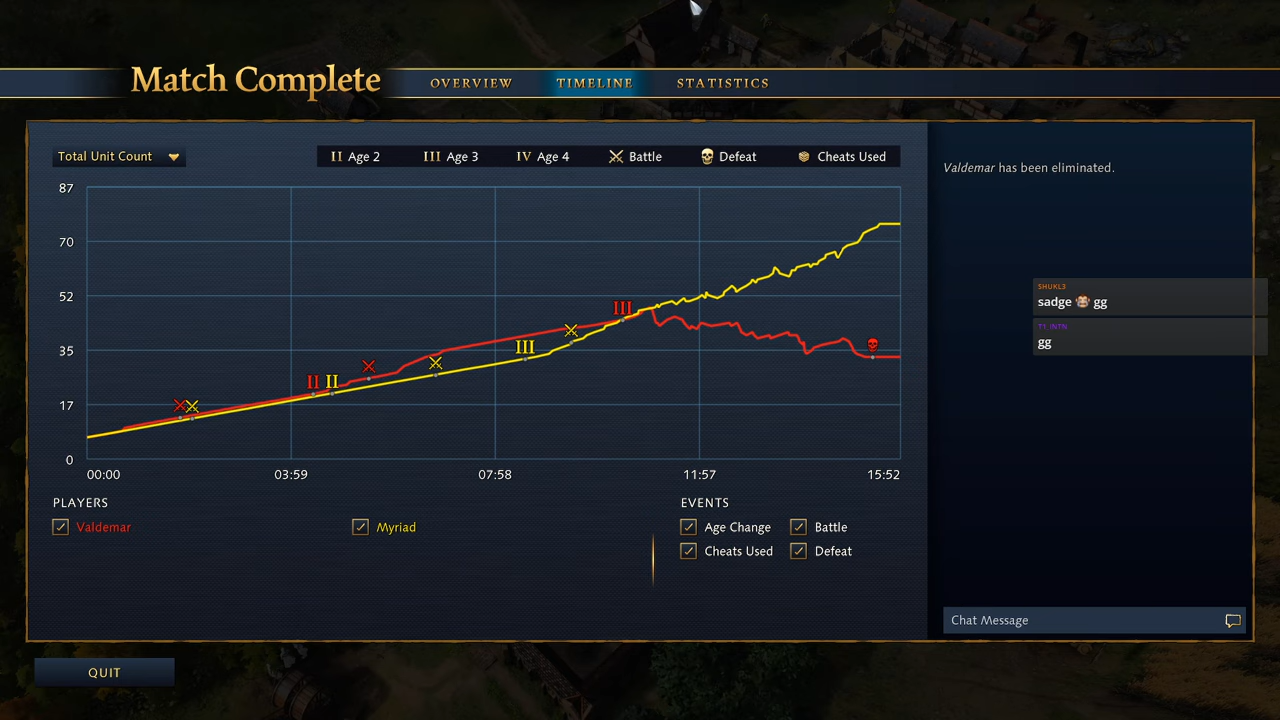 Match Complete
OVERVIEW TIMELINE STATISTICS
Total Unit Count
II Age 2 III Age 3 IV Age 4 Battle Defeat Cheats Used
87
70
52
35
17
0
III
III
II II
00:00 03:59 07:58 11:57 15:52
PLAYERS
Valdemar Myriad
EVENTS
Age Change Battle
Cheats Used Defeat
Valdemar has been eliminated.
SHUKL3
sadge gg
gg
Chat Message
QUIT